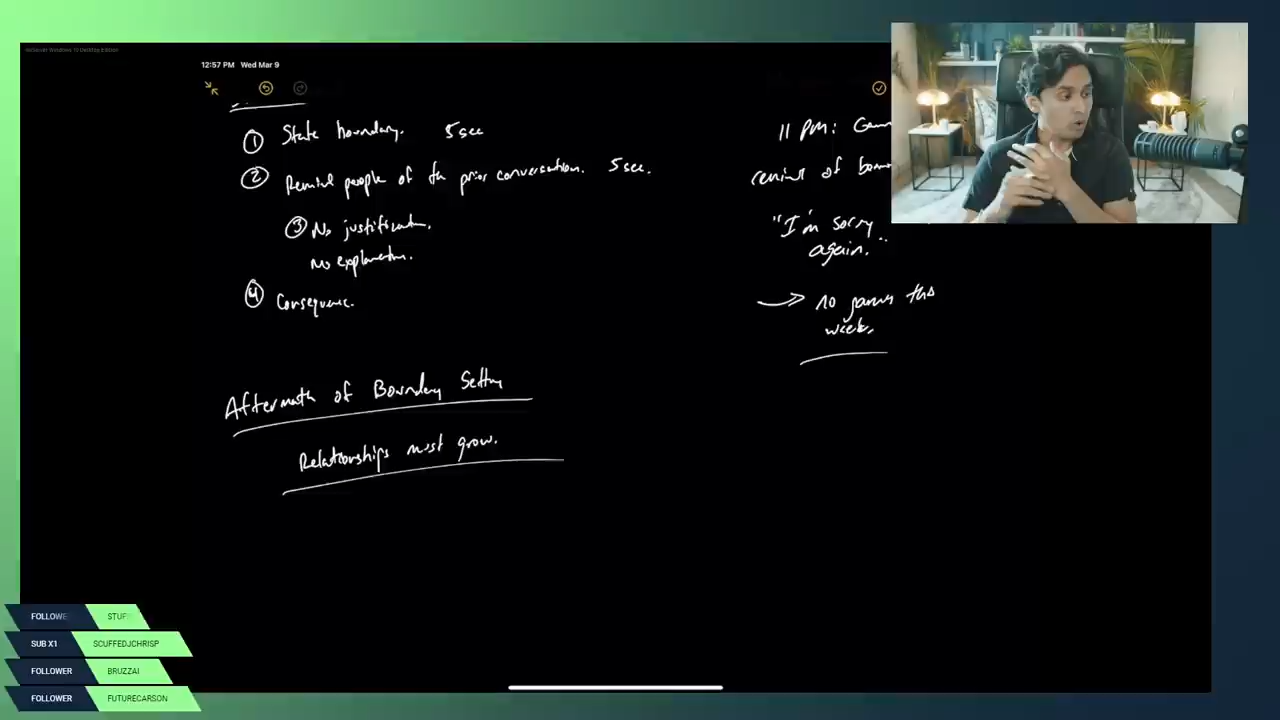 12:57 PM Wed Mar 9
① State boundary. 5 sec
② Remind people of the prior conversation. 5 sec.
③ No justification.
No explanation.
④ Consequence.
11 PM:
remind of
"I'm sorry
again."
→ no games this
week.
Aftermath of Boundary Setting
Relationships must grow.
FOLLOWE STUF
SUB X1 SCUFFEDJCHRISP
FOLLOWER BRUZZAI
FOLLOWER FUTURECARSON